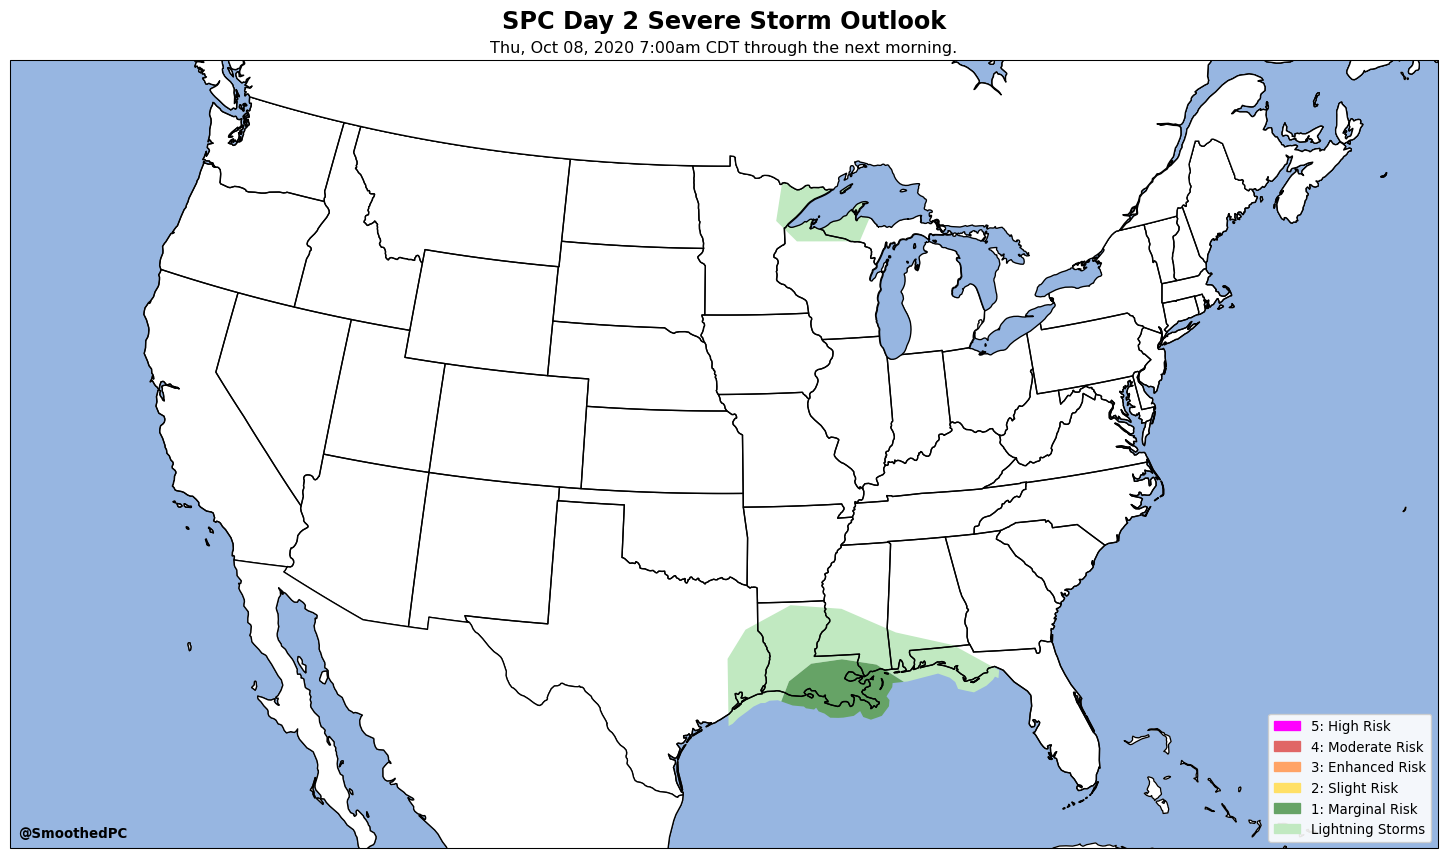 SPC Day 2 Severe Storm Outlook
Thu, Oct 08, 2020 7:00am CDT through the next morning.
5: High Risk
4: Moderate Risk
3: Enhanced Risk
2: Slight Risk
1: Marginal Risk
Lightning Storms
@SmoothedPC